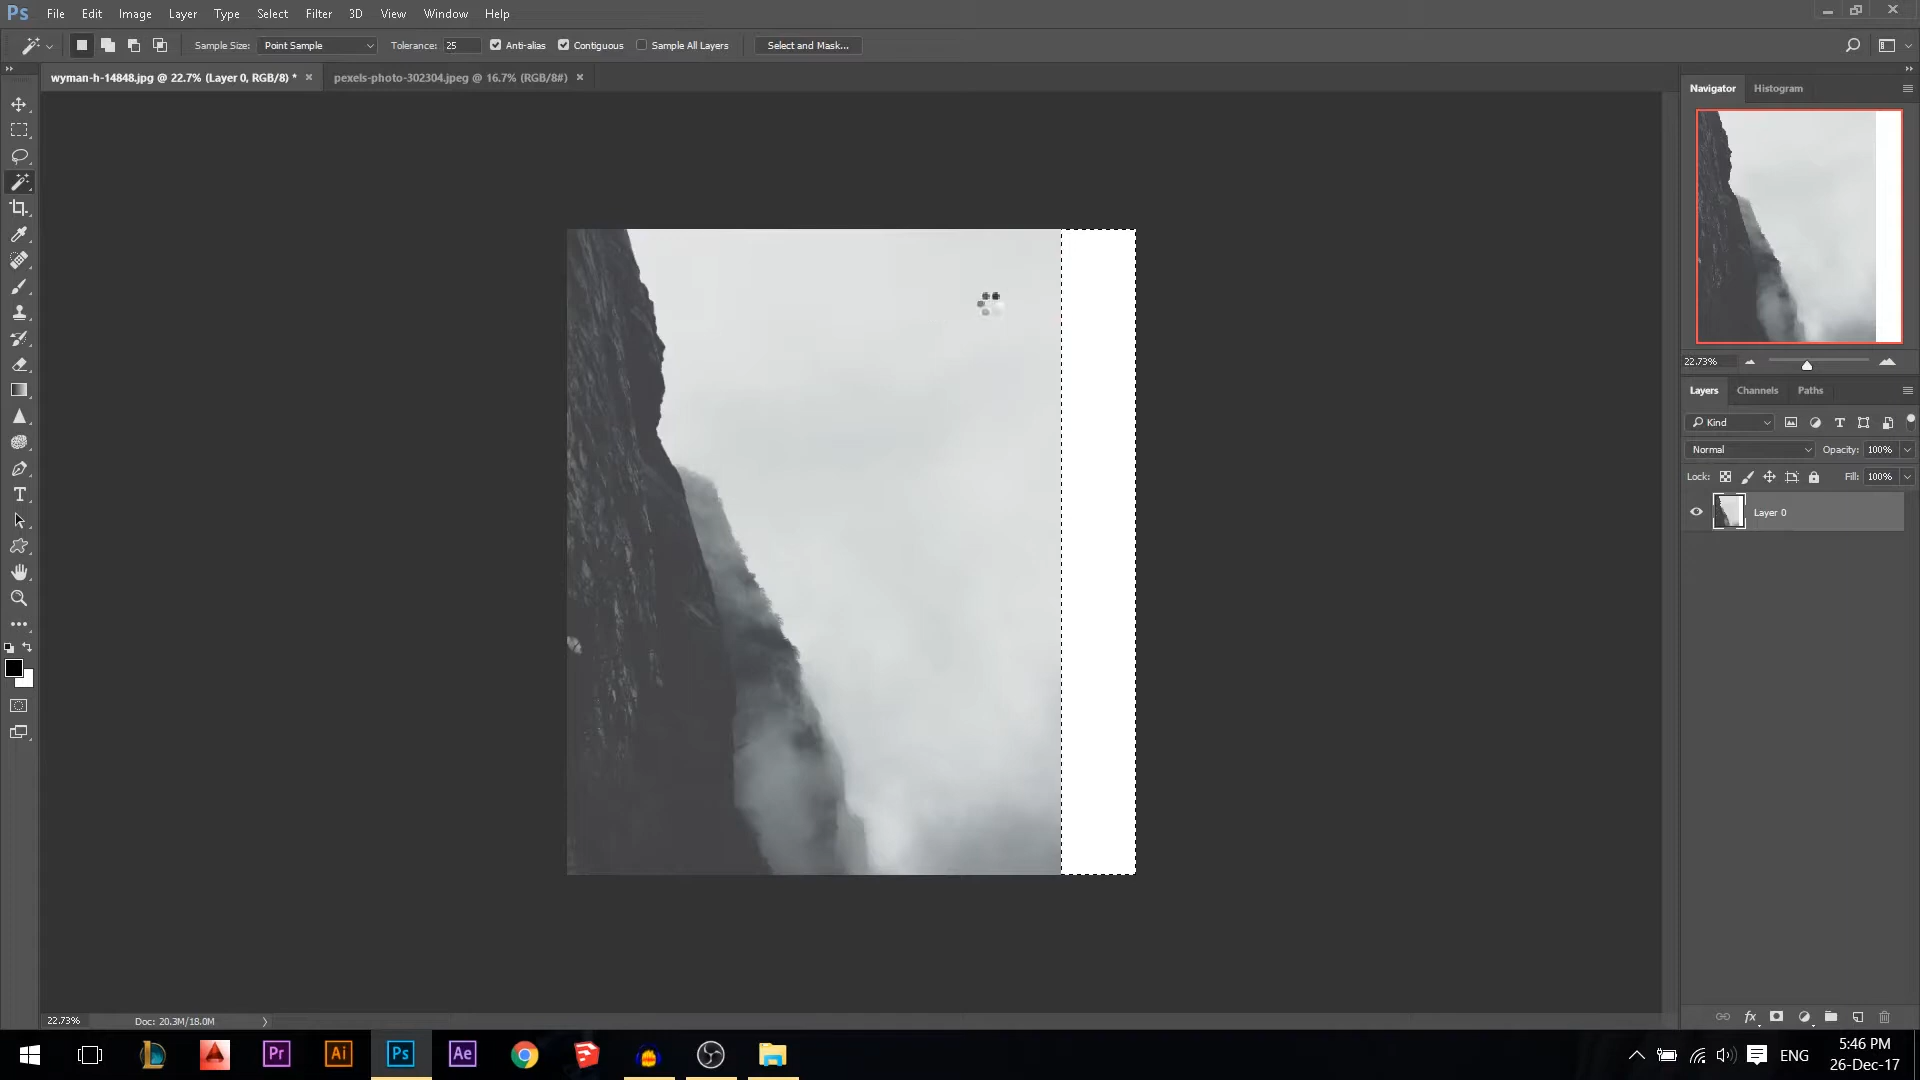 Ps File Edit Image Layer Type Select Filter 3D View Window Help
Sample Size: Point Sample Tolerance: 25 Anti-alias Contiguous Sample All Layers Select and Mask...
wyman-h-14848.jpg @ 22.7% (Layer 0, RGB/8) * × pexels-photo-302304.jpeg @ 16.7% (RGB/8#) ×
Navigator Histogram
22.73%
Layers Channels Paths
Kind
Normal Opacity: 100%
Lock: Fill: 100%
Layer 0
T
fx
22.73% Doc: 20.3M/18.0M
Pr Ai Ps Ae
ENG
5:46 PM
26-Dec-17